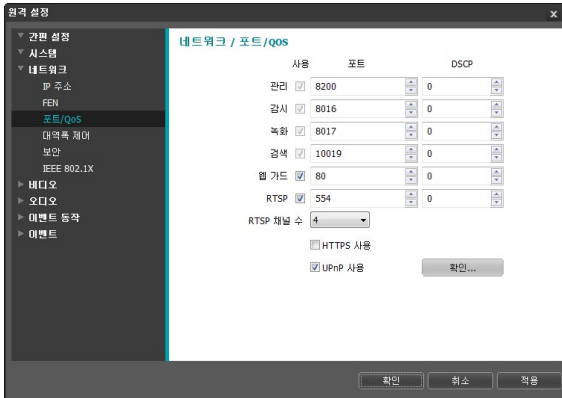 원격 설정
x
간편 설정
시스템
네트워크
IP 주소
FEN
포트/QoS
대역폭 제어
보안
IEEE 802.1X
비디오
오디오
이벤트 동작
이벤트
네트워크 / 포트/QoS
사용 포트 DSCP
관리 8200 0
감시 8016 0
녹화 8017 0
검색 10019 0
웹 가드 80 0
RTSP 554 0
RTSP 채널 수 4
HTTPS 사용
UPnP 사용 확인...
확인 취소 적용